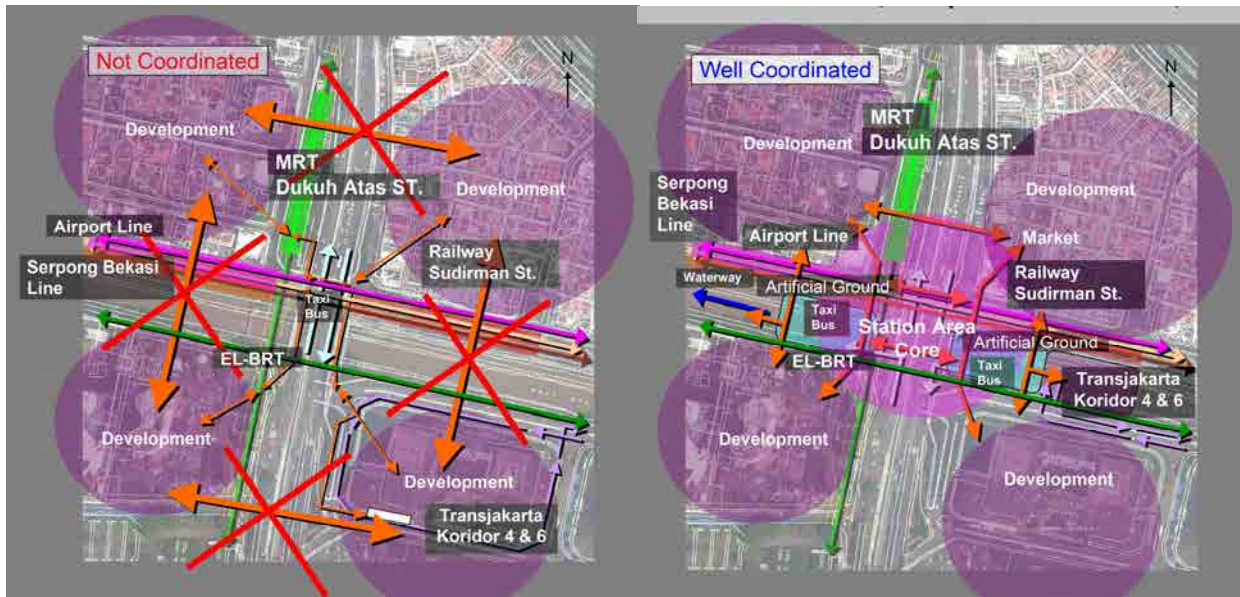 Not Coordinated
N
Development
MRT
Dukuh Atas ST.
Development
Airport Line
Serpong Bekasi
Line
Railway
Sudirman St.
Taxi
Bus
EL-BRT
Development
Development
Transjakarta
Koridor 4 & 6
Well Coordinated
N
MRT
Dukuh Atas ST.
Development
Development
Serpong
Bekasi
Line
Airport Line
Market
Railway
Sudirman St.
Waterway
Artificial Ground
Taxi
Bus
Station Area
Core
Artificial Ground
EL-BRT
Taxi
Bus
Transjakarta
Koridor 4 & 6
Development
Development